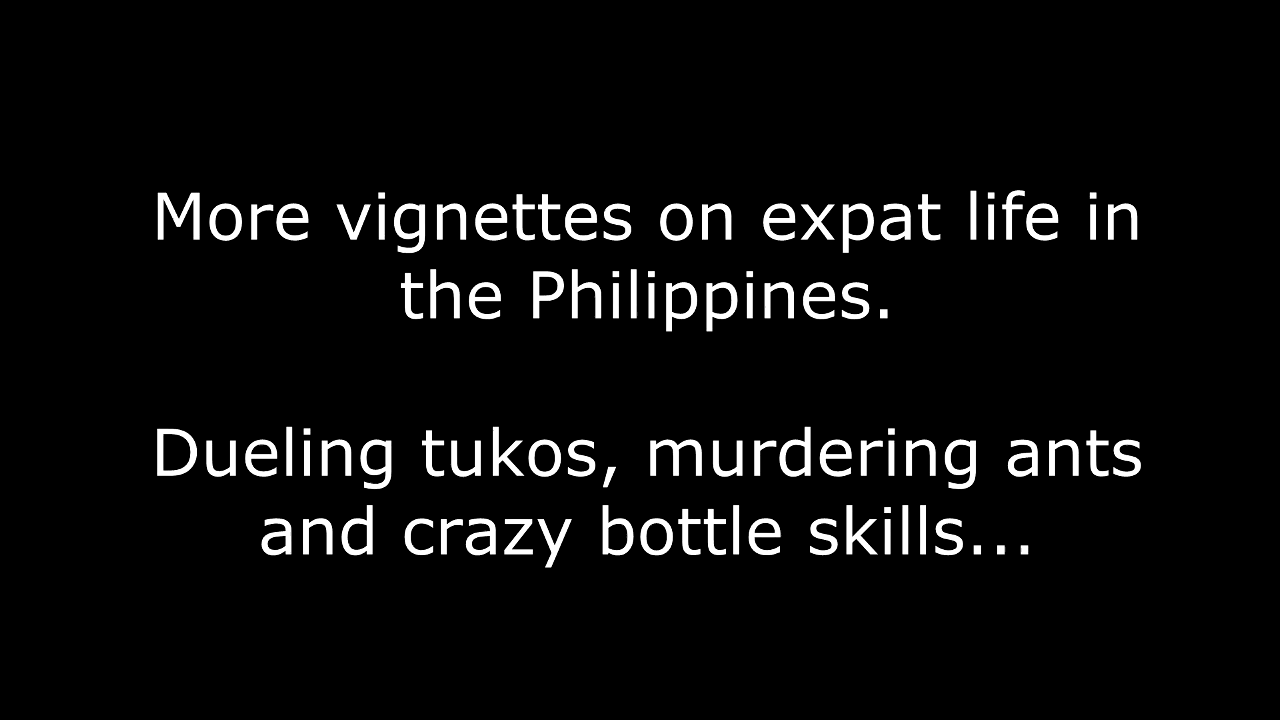 More vignettes on expat life in
the Philippines.
Dueling tukos, murdering ants
and crazy bottle skills...